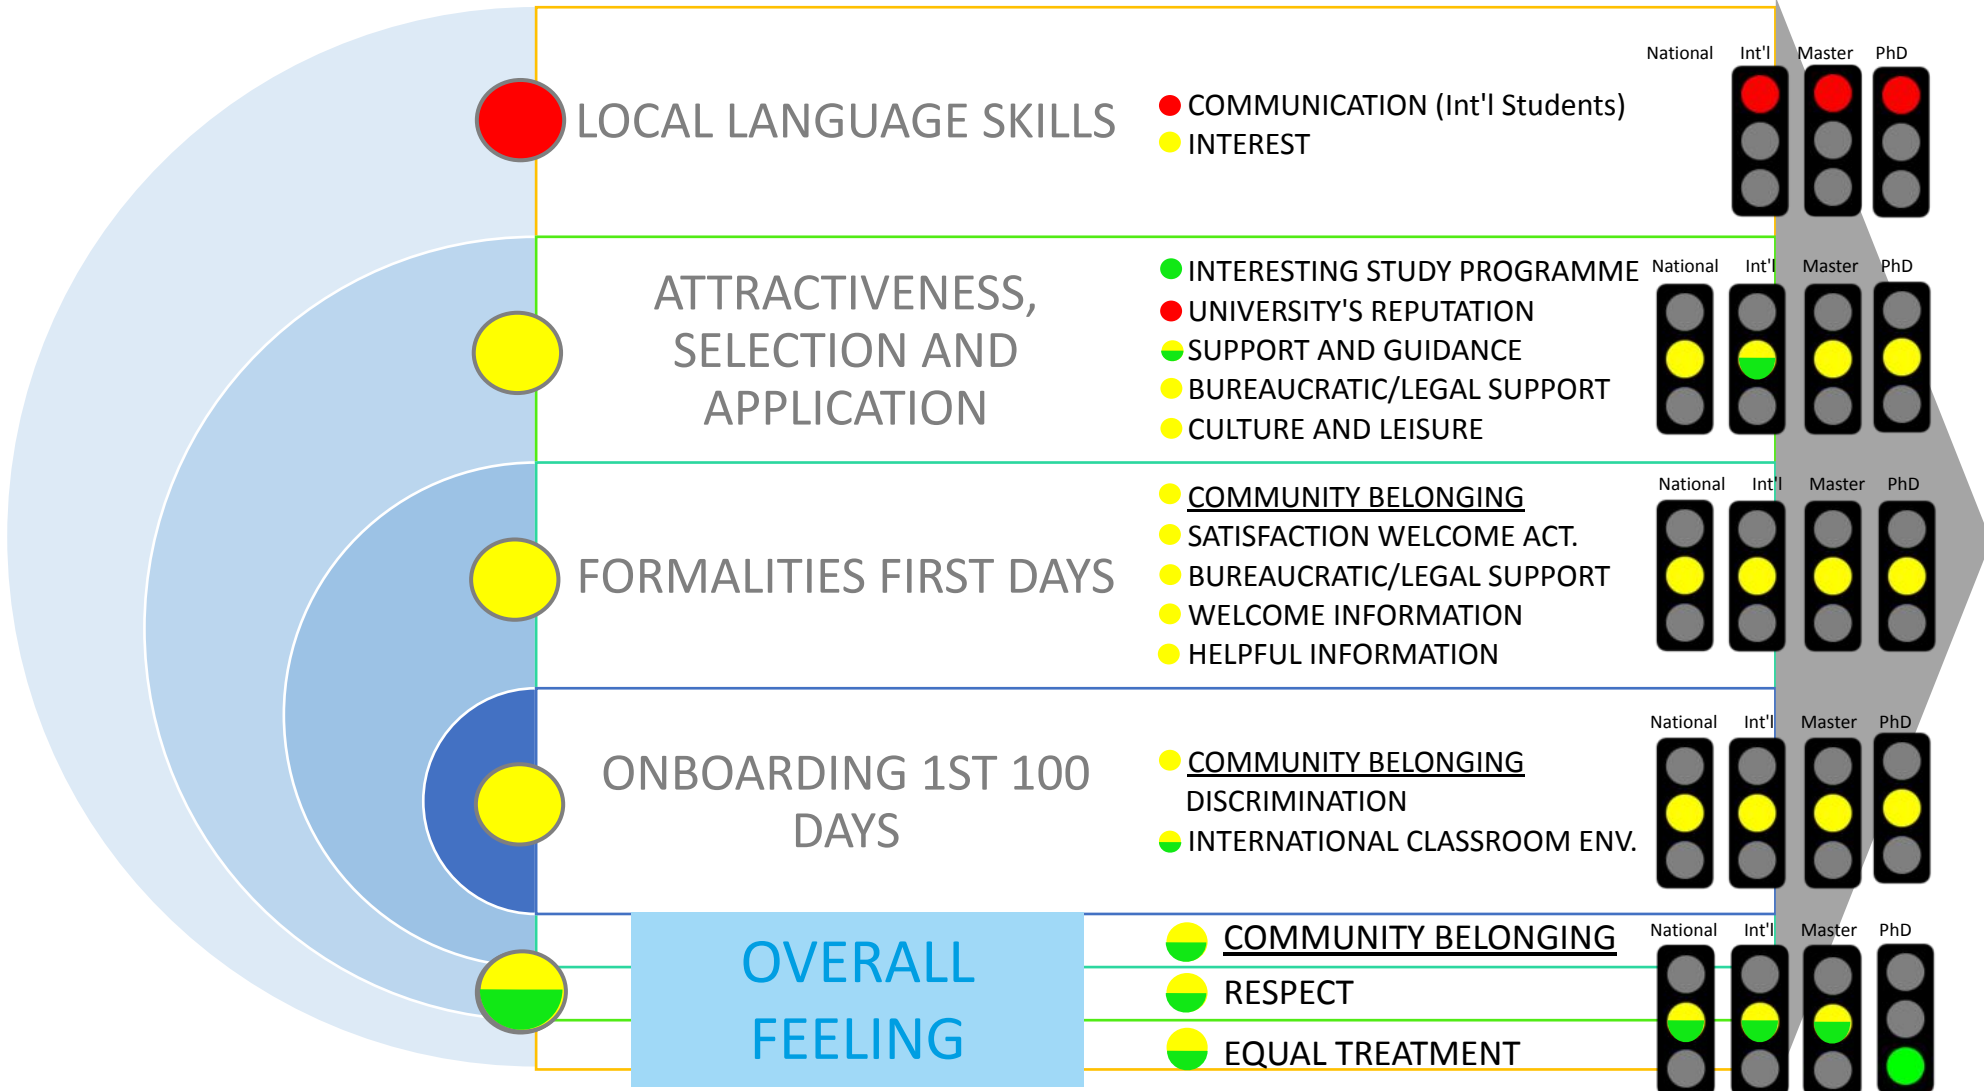 National Int'l Master PhD
LOCAL LANGUAGE SKILLS
COMMUNICATION (Int'l Students)
INTEREST
ATTRACTIVENESS,
SELECTION AND
APPLICATION
INTERESTING STUDY PROGRAMME
UNIVERSITY'S REPUTATION
SUPPORT AND GUIDANCE
BUREAUCRATIC/LEGAL SUPPORT
CULTURE AND LEISURE
National Int'l Master PhD
FORMALITIES FIRST DAYS
COMMUNITY BELONGING
SATISFACTION WELCOME ACT.
BUREAUCRATIC/LEGAL SUPPORT
WELCOME INFORMATION
HELPFUL INFORMATION
National Int'l Master PhD
ONBOARDING 1ST 100
DAYS
COMMUNITY BELONGING
DISCRIMINATION
INTERNATIONAL CLASSROOM ENV.
National Int'l Master PhD
OVERALL
FEELING
COMMUNITY BELONGING
RESPECT
EQUAL TREATMENT
National Int'l Master PhD